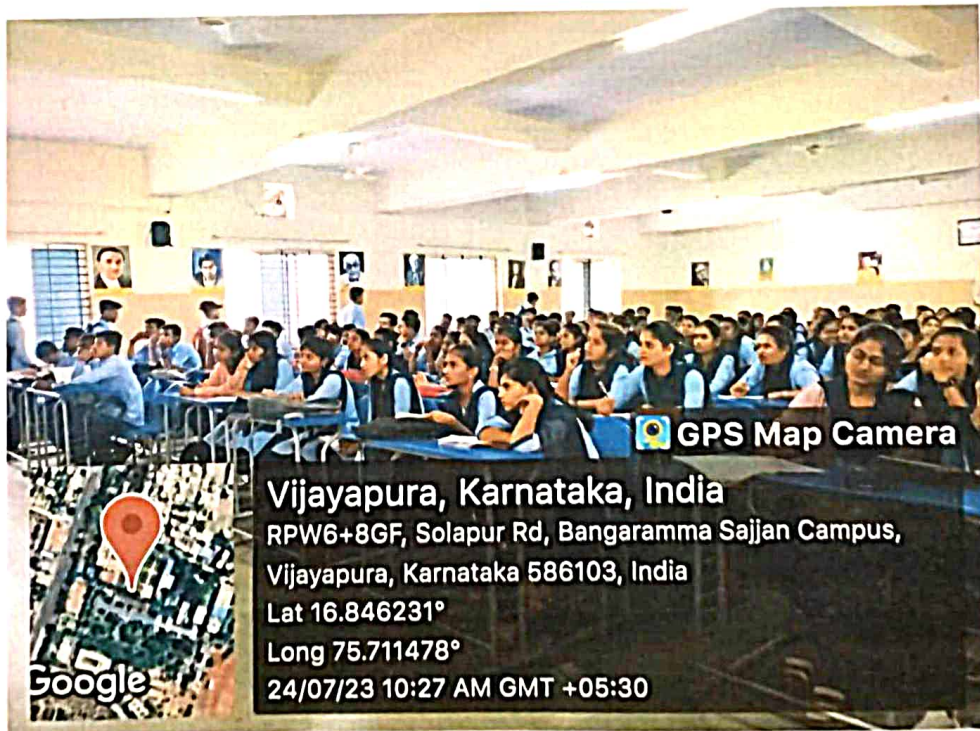 GPS Map Camera
Vijayapura, Karnataka, India
RPW6+8GF, Solapur Rd, Bangaramma Sajjan Campus,
Vijayapura, Karnataka 586103, India
Lat 16.846231°
Long 75.711478°
24/07/23 10:27 AM GMT +05:30
Google